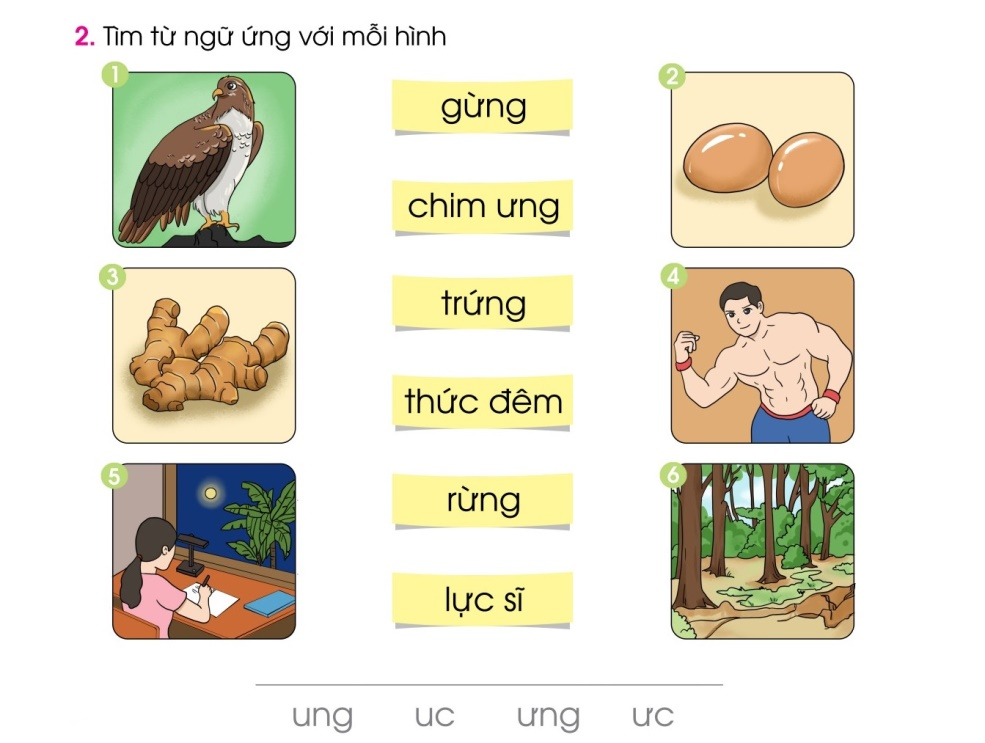 2. Tìm từ ngữ ứng với mỗi hình
1
2
gừng
chim ưng
3
4
trứng
thức đêm
5
6
rừng
lực sĩ
ung uc ưng ưc